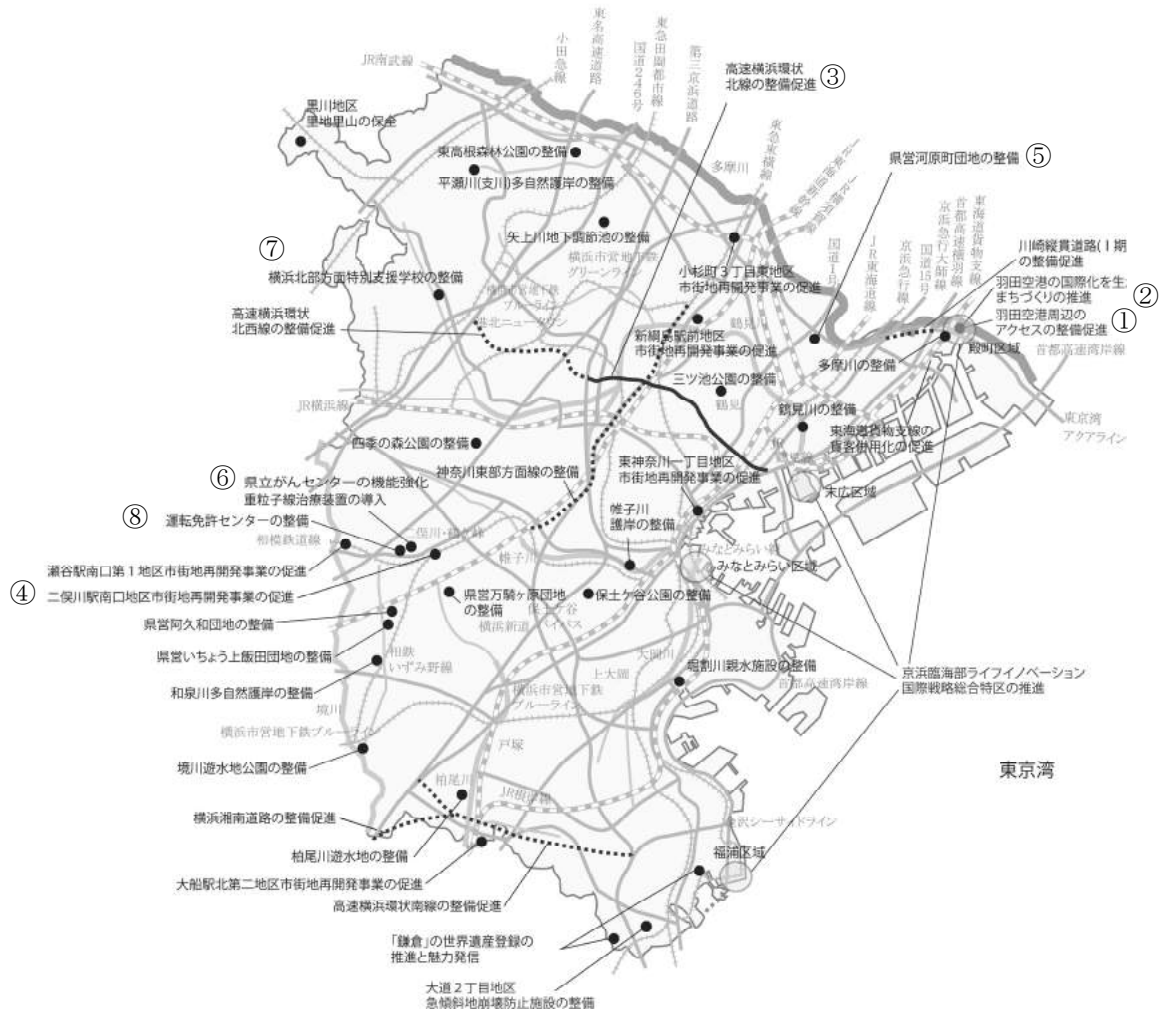 JR南武線
小田急線
東名高速道路
国道246号
東急田園都市線
第三京浜道路
高速横浜環状
北線の整備促進
③
東急東横線
多摩川
黒川地区
里地里山の保全
東高根森林公園の整備
平瀬川(支川)多自然護岸の整備
県営河原町団地の整備
⑤
矢上川地下調節池の整備
横浜市営地下鉄
グリーンライン
小杉町3丁目東地区
市街地再開発事業の促進
国道1号
JR東海道線
京浜急行線
国道15号
京浜急行大師線
首都高速横羽線
東海道貨物支線
川崎縦貫道路(Ⅰ期
の整備促進
羽田空港の国際化を生
まちづくりの推進
②
羽田空港周辺の
アクセスの整備促進
①
殿町区域
首都高速湾岸線
⑦
横浜北部方面特別支援学校の整備
横浜市営地下鉄
ブルーライン
港北ニュータウン
高速横浜環状
北西線の整備促進
鶴見川
新綱島駅前地区
市街地再開発事業の促進
多摩川の整備
三ツ池公園の整備
鶴見
鶴見川の整備
東京湾
アクアライン
JR横浜線
東海道貨物支線の
貨客併用化の促進
四季の森公園の整備
神奈川東部方面線の整備
東神奈川一丁目地区
市街地再開発事業の促進
末広区域
⑥
県立がんセンターの機能強化
重粒子線治療装置の導入
⑧
運転免許センターの整備
二俣川・鶴ヶ峰
相模鉄道線
帷子川
帷子川
護岸の整備
みなとみらい線
みなとみらい区域
瀬谷駅南口第1地区市街地再開発事業の促進
④
二俣川駅南口地区市街地再開発事業の促進
県営万騎ヶ原団地
の整備
保土ケ谷公園の整備
保土ケ谷
バイパス
横浜新道
県営阿久和団地の整備
県営いちょう上飯田団地の整備
相鉄
いずみ野線
和泉川多自然護岸の整備
大岡川
上大岡
堀割川親水施設の整備
首都高速湾岸線
京浜臨海部ライフイノベーション
国際戦略総合特区の推進
横浜市営地下鉄
ブルーライン
境川
横浜市営地下鉄ブルーライン
戸塚
境川遊水地公園の整備
東京湾
柏尾川
JR根岸線
横浜湘南道路の整備促進
金沢シーサイドライン
柏尾川遊水地の整備
福浦区域
大船駅北第二地区市街地再開発事業の促進
高速横浜環状南線の整備促進
「鎌倉」の世界遺産登録の
推進と魅力発信
大道2丁目地区
急傾斜地崩壊防止施設の整備